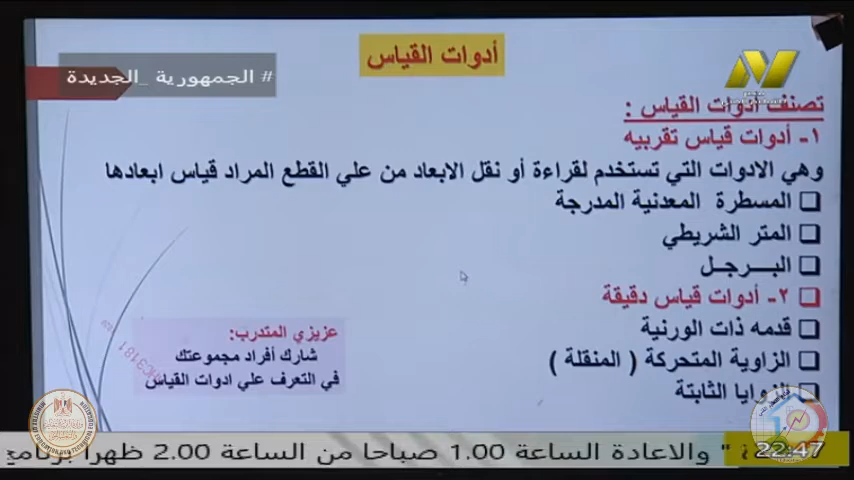 أدوات القياس
# الجمهورية _الجديدة
تصنف أدوات القياس :
١- أدوات قياس تقريبيه
وهي الادوات التي تستخدم لقراءة أو نقل الابعاد من علي القطع المراد قياس ابعادها
❑ المسطرة المعدنية المدرجة
❑ المتر الشريطي
❑ البـــرجــل
❑ ٢- أدوات قياس دقيقة
❑ قدمه ذات الورنية
❑ الزاوية المتحركة ( المنقلة )
❑ الزوايا الثابتة
عزيزي المتدرب:
شارك أفراد مجموعتك
في التعرف علي ادوات القياس
" والاعادة الساعة 1.00 صباحا من الساعة 2.00 ظهرا
22:47